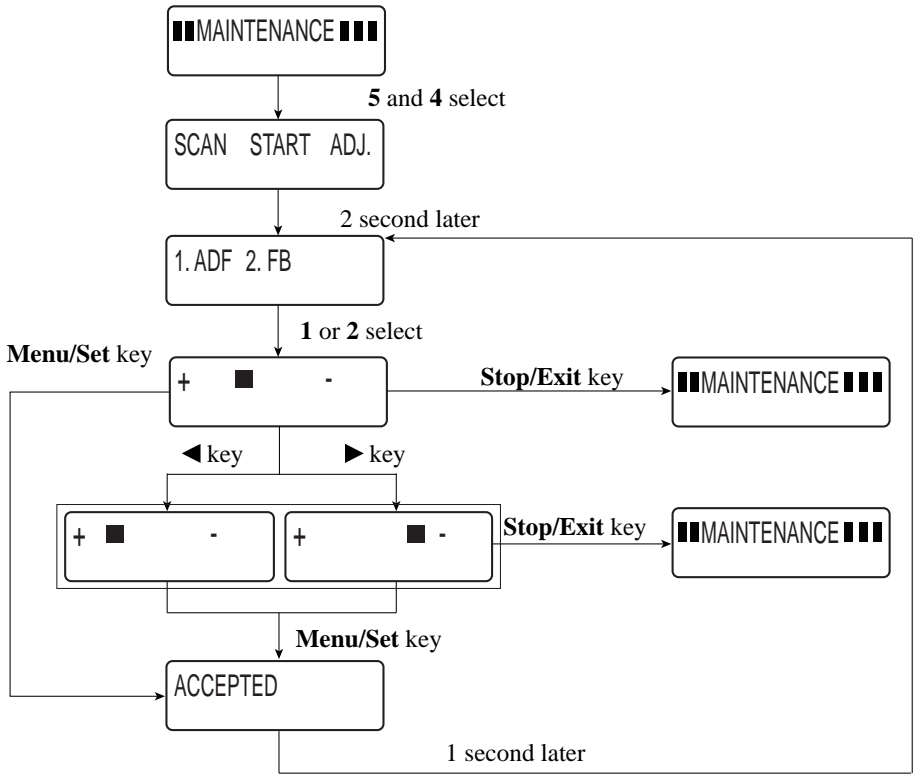 ■■MAINTENANCE■■■
5 and 4 select
SCAN START ADJ.
2 second later
1. ADF 2. FB
1 or 2 select
Menu/Set key
+ ■ -
Stop/Exit key
■■MAINTENANCE■■■
◀ key
▶ key
+ ■ -
+ ■ -
Stop/Exit key
■■MAINTENANCE■■■
Menu/Set key
ACCEPTED
1 second later